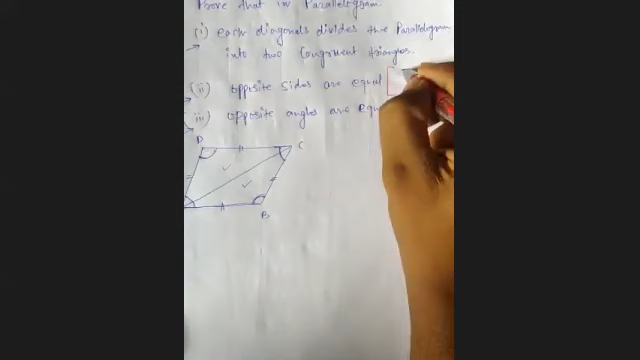 Prove that in Parallelogram
(i) each diagonals divides the Parallelogram
into two Congruent triangles.
(ii) opposite Sides are equal
(iii) opposite angles are equ
D
C
B